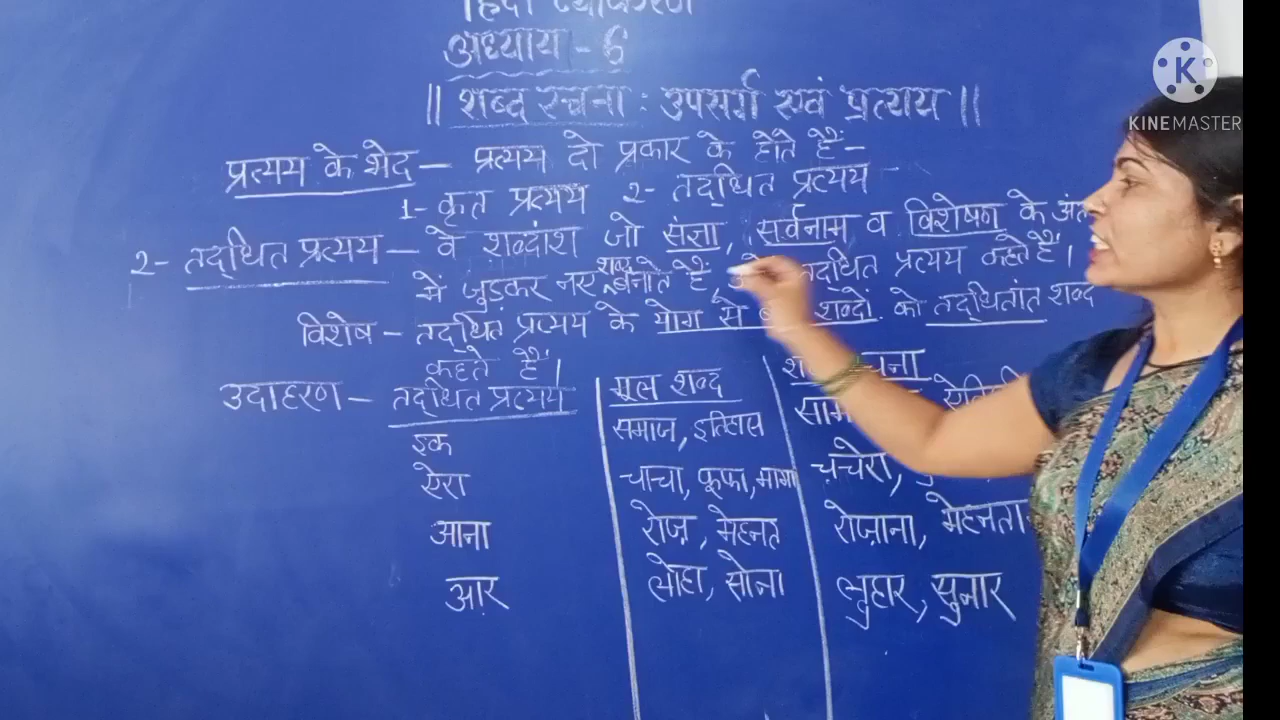 हिंदी व्याकरण
अध्याय - 6
|| शब्द रचना : उपसर्ग एवं प्रत्यय ||
प्रत्यय के भेद – प्रत्यय दो प्रकार के होते हैं –
1- कृत प्रत्यय 2- तद्धित प्रत्यय
2- तद्धित प्रत्यय – वे शब्दांश जो संज्ञा, सर्वनाम व विशेषण के
में जुड़कर नए शब्द बनाते हैं, तद्धित प्रत्यय कहते हैं।
विशेष – तद्धित प्रत्यय के योग से शब्दों को तद्धितांत शब्द
कहते हैं।
उदाहरण – तद्धित प्रत्यय मूल शब्द
इक समाज, इतिहास
ऐरा चाचा, फूफा, मामा चचेरा,
आना रोज़, मेहनत रोज़ाना, मेहनताना
आर लोहा, सोना लुहार, सुनार
K
KINEMASTER